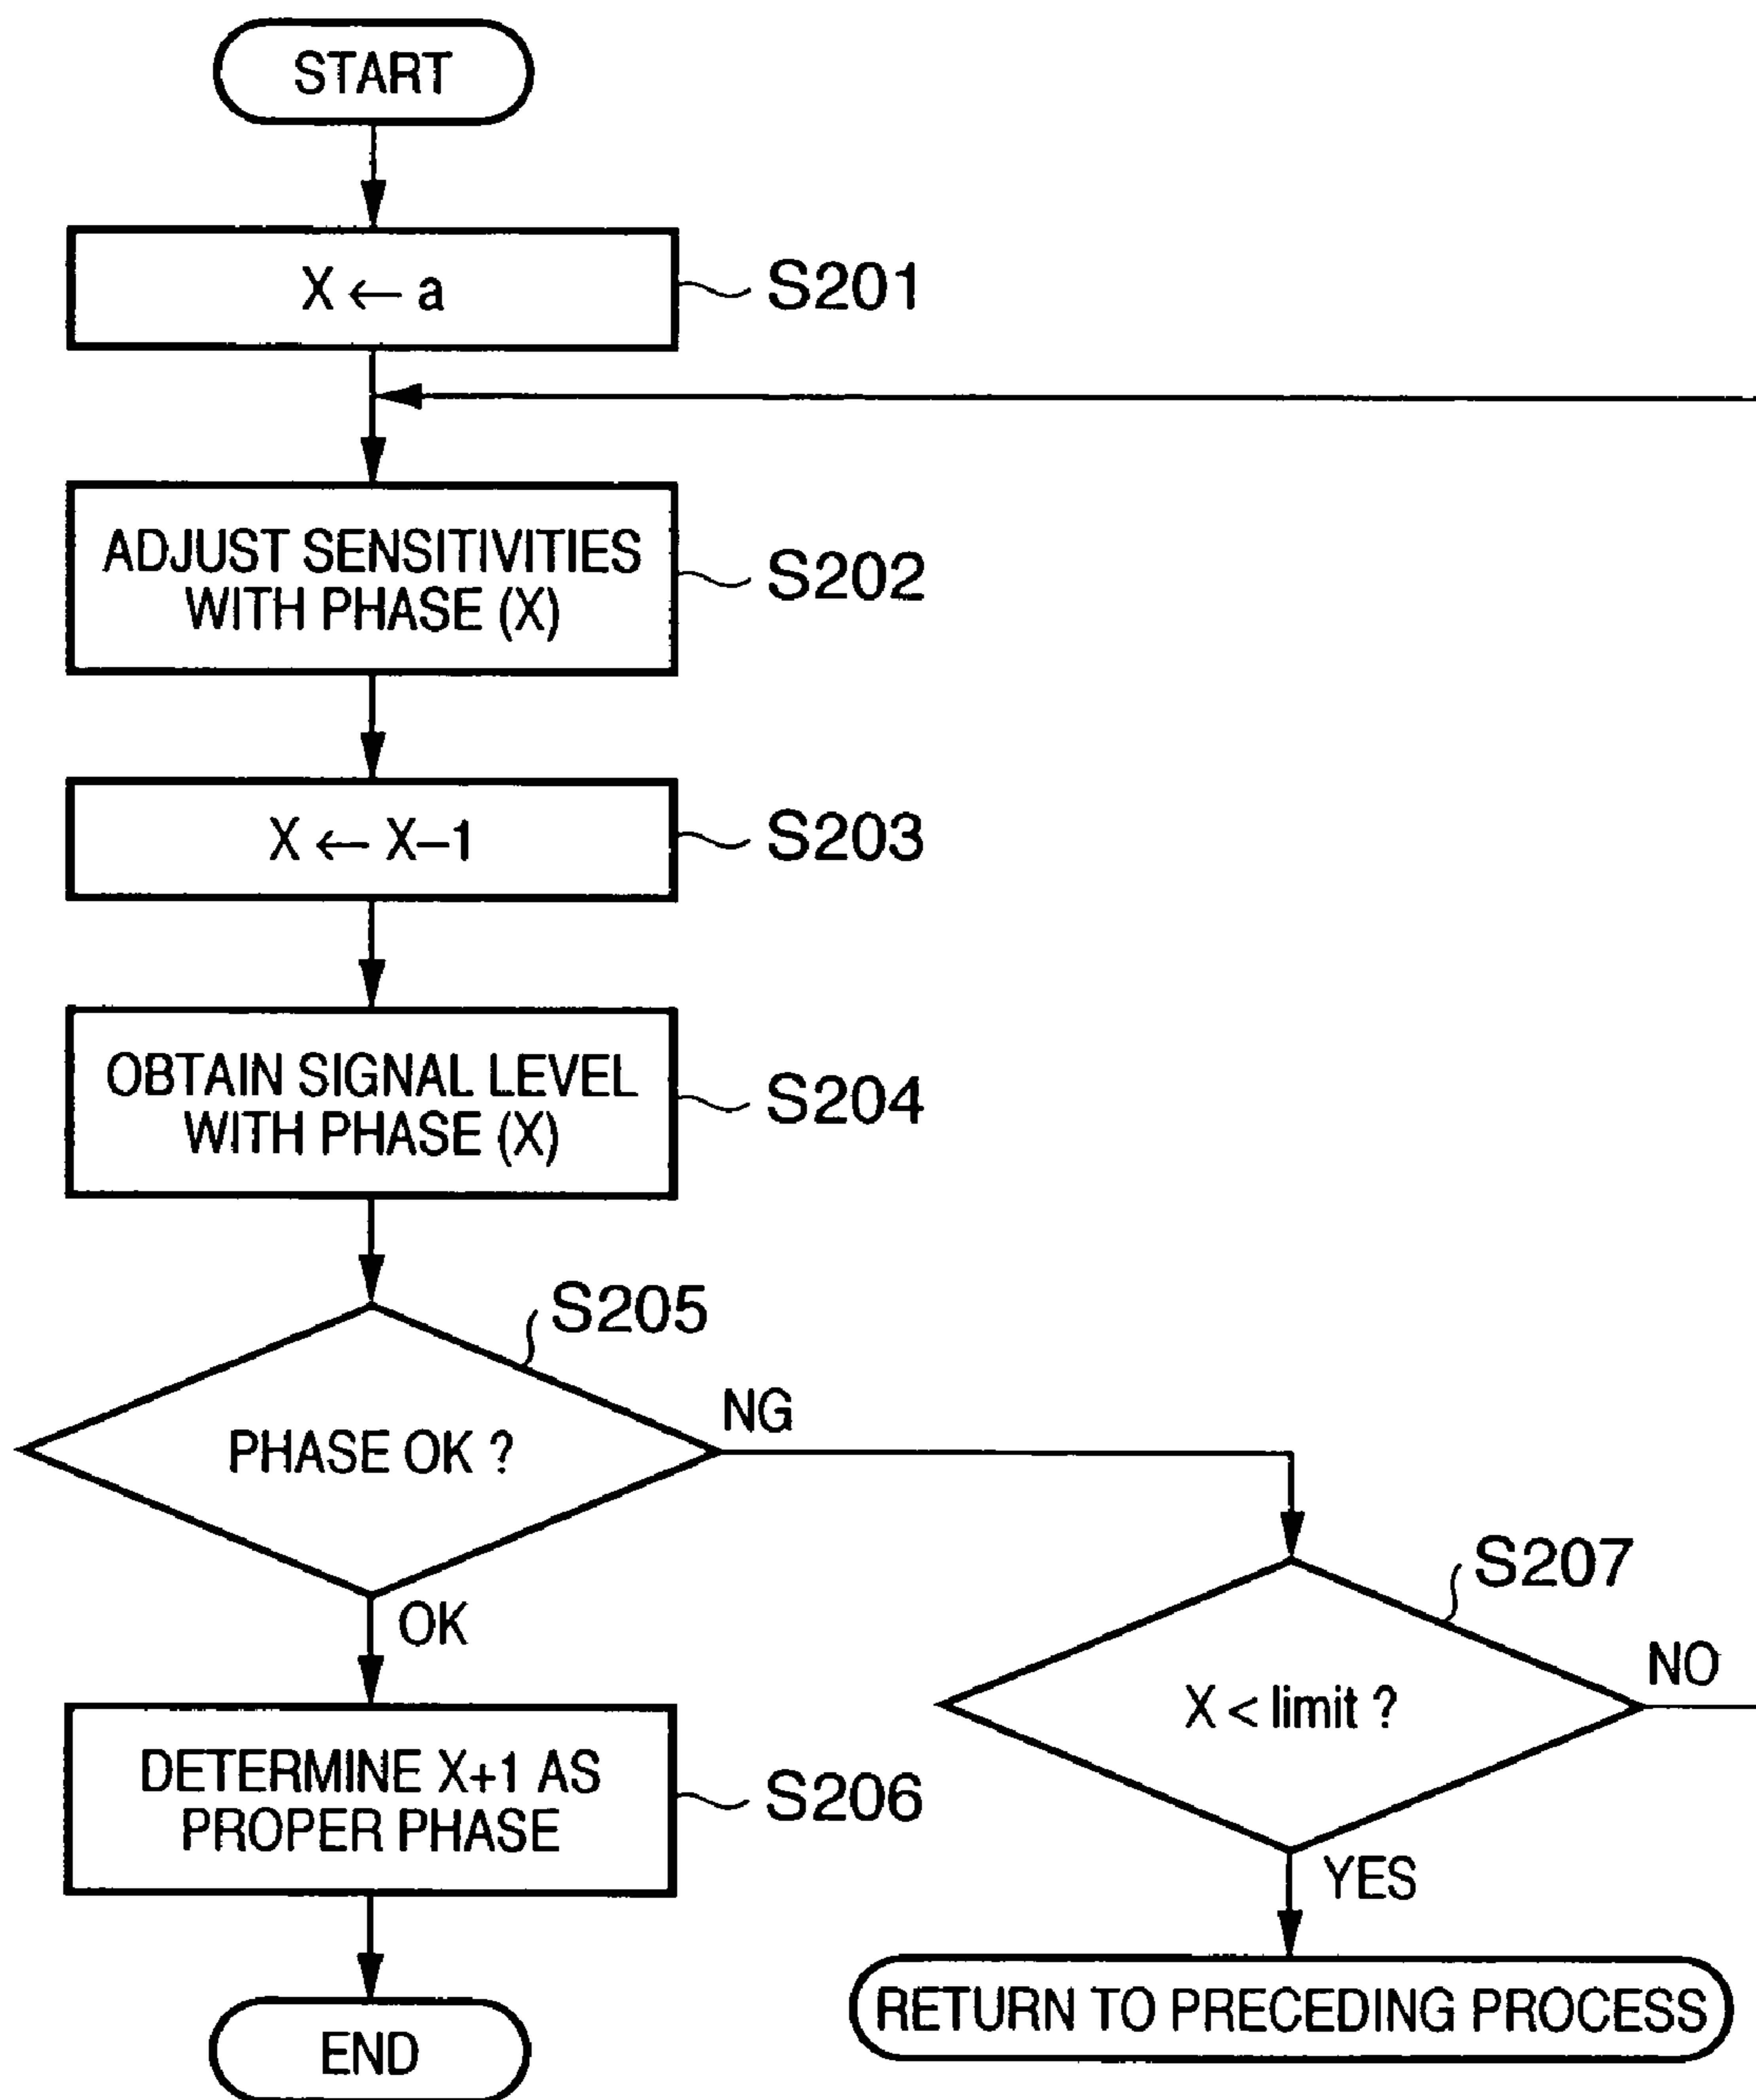 START
X ← a
S201
ADJUST SENSITIVITIES
WITH PHASE (X)
S202
X ← X–1
S203
OBTAIN SIGNAL LEVEL
WITH PHASE (X)
S204
S205
PHASE OK ?
NG
OK
S207
X < limit ?
NO
YES
DETERMINE X+1 AS
PROPER PHASE
S206
RETURN TO PRECEDING PROCESS
END